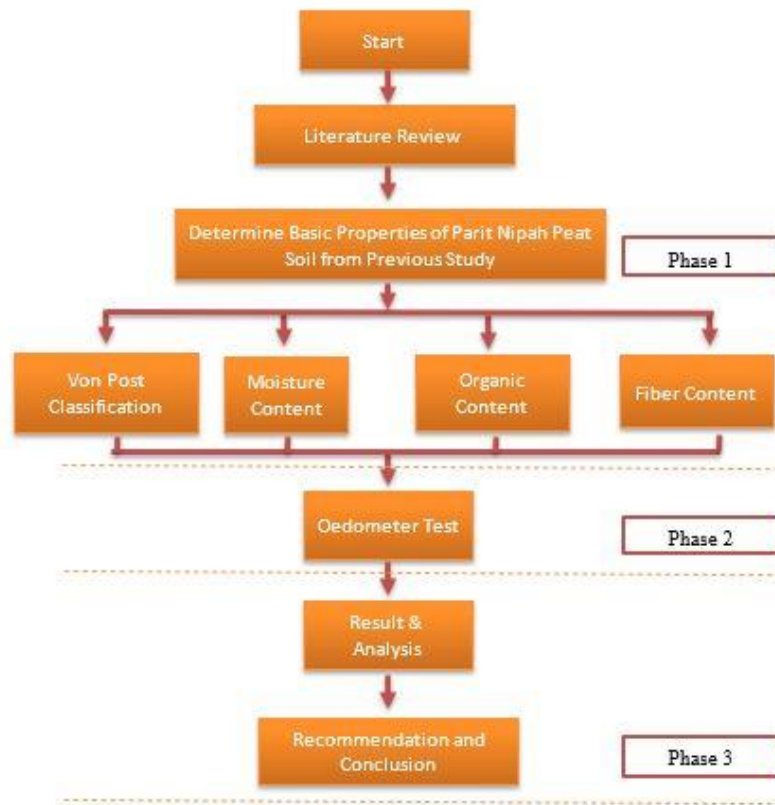 Start
Literature Review
Determine Basic Properties of Parit Nipah Peat
Soil from Previous Study
Phase 1
Von Post
Classification
Moisture
Content
Organic
Content
Fiber Content
Oedometer Test
Phase 2
Result &
Analysis
Recommendation and
Conclusion
Phase 3